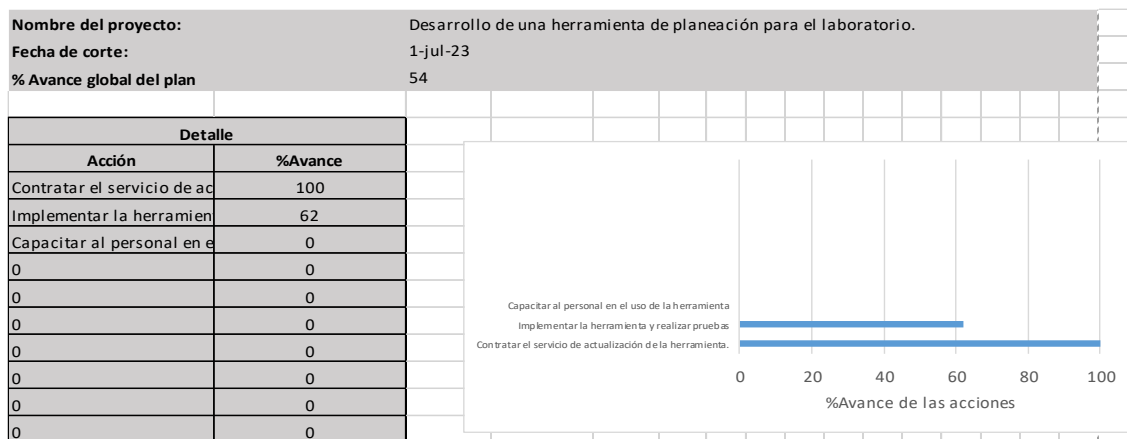 Nombre del proyecto: Desarrollo de una herramienta de planeación para el laboratorio.
Fecha de corte: 1-jul-23
% Avance global del plan 54
Detalle
Acción %Avance
Contratar el servicio de ac 100
Implementar la herramien 62
Capacitar al personal en e 0
0 0
0 0
0 0
0 0
0 0
0 0
0 0
Capacitar al personal en el uso de la herramienta
Implementar la herramienta y realizar pruebas
Contratar el servicio de actualización de la herramienta.
0 20 40 60 80 100
%Avance de las acciones